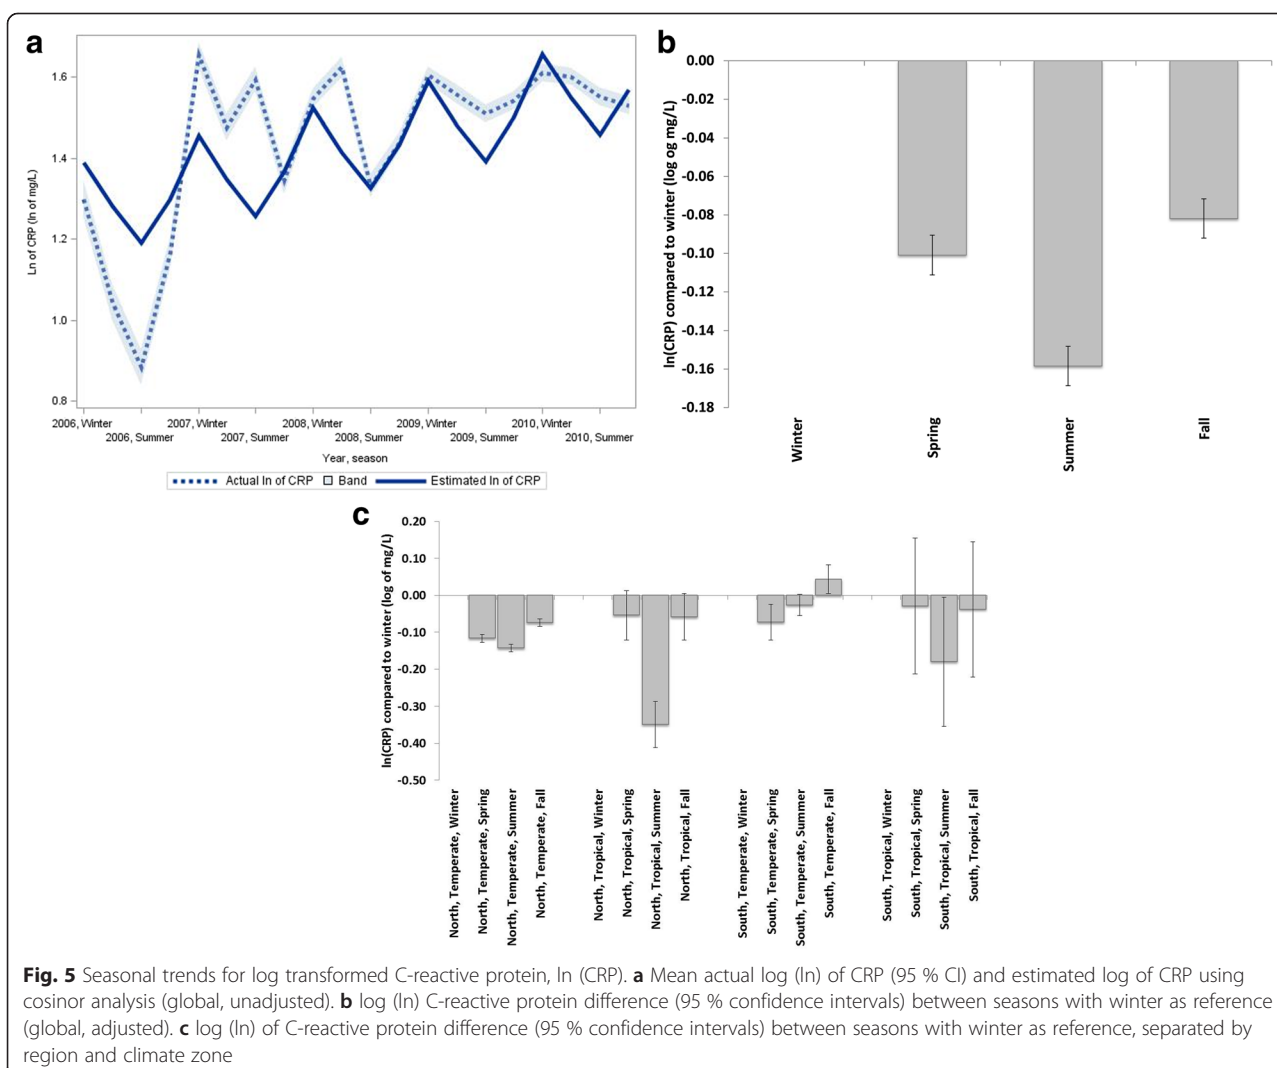 a
Ln of CRP (ln of mg/L)
1.6
1.4
1.2
1.0
0.8
2006, Winter
2006, Summer
2007, Winter
2007, Summer
2008, Winter
2008, Summer
2009, Winter
2009, Summer
2010, Winter
2010, Summer
Year, season
Actual ln of CRP Band Estimated ln of CRP
b
ln(CRP) compared to winter (log og mg/L)
0.00
-0.02
-0.04
-0.06
-0.08
-0.10
-0.12
-0.14
-0.16
-0.18
Winter
Spring
Summer
Fall
c
ln(CRP) compared to winter (log of mg/L)
0.20
0.10
0.00
-0.10
-0.20
-0.30
-0.40
-0.50
North, Temperate, Winter
North, Temperate, Spring
North, Temperate, Summer
North, Temperate, Fall
North, Tropical, Winter
North, Tropical, Spring
North, Tropical, Summer
North, Tropical, Fall
South, Temperate, Winter
South, Temperate, Spring
South, Temperate, Summer
South, Temperate, Fall
South, Tropical, Winter
South, Tropical, Spring
South, Tropical, Summer
South, Tropical, Fall
Fig. 5 Seasonal trends for log transformed C-reactive protein, ln (CRP). a Mean actual log (ln) of CRP (95 % CI) and estimated log of CRP using
cosinor analysis (global, unadjusted). b log (ln) C-reactive protein difference (95 % confidence intervals) between seasons with winter as reference
(global, adjusted). c log (ln) of C-reactive protein difference (95 % confidence intervals) between seasons with winter as reference, separated by
region and climate zone